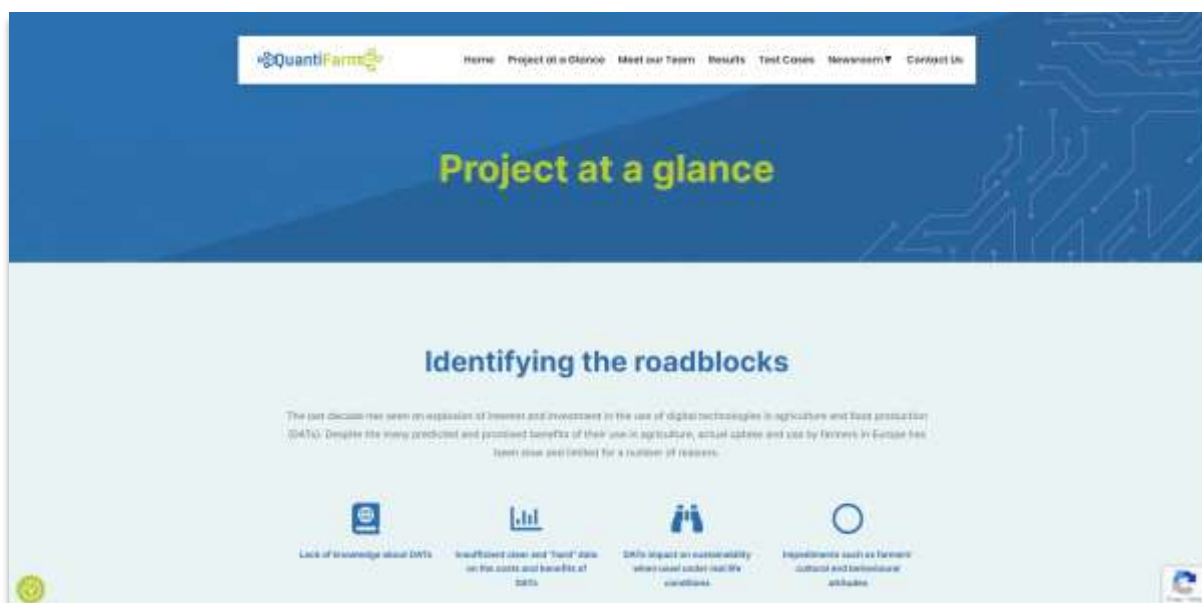 QuantiFarm
Home Project at a Glance Meet our Team Results Test Cases Newsroom▼ Contact Us
Project at a glance
Identifying the roadblocks
The last decade has seen an explosion of interest and investment in the use of digital technologies in agriculture and food production
(DATs). Despite the many predicted and promised benefits of their use in agriculture, actual uptake and use by farmers in Europe has
been slow and limited for a number of reasons.
Lack of knowledge about DATs
Insufficient clear and "hard" data
on the costs and benefits of
DATs
DATs impact on sustainability
when used under real life
conditions
Impediments such as farmers'
cultural and behavioural
attitudes